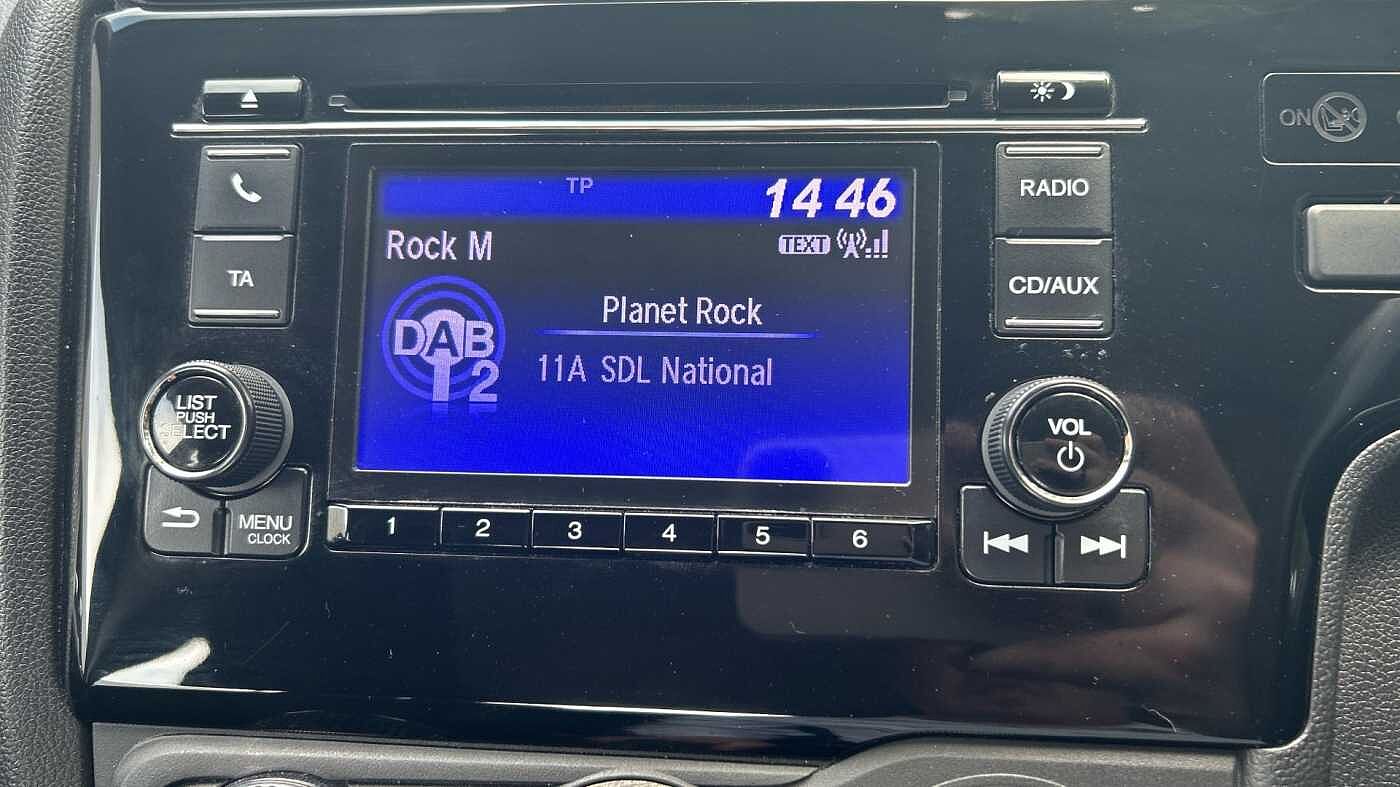 TP
14 46
Rock M
TEXT
Planet Rock
DAB
2
11A SDL National
TA
RADIO
CD/AUX
ON
LIST
PUSH
SELECT
MENU
CLOCK
VOL
1 2 3 4 5 6